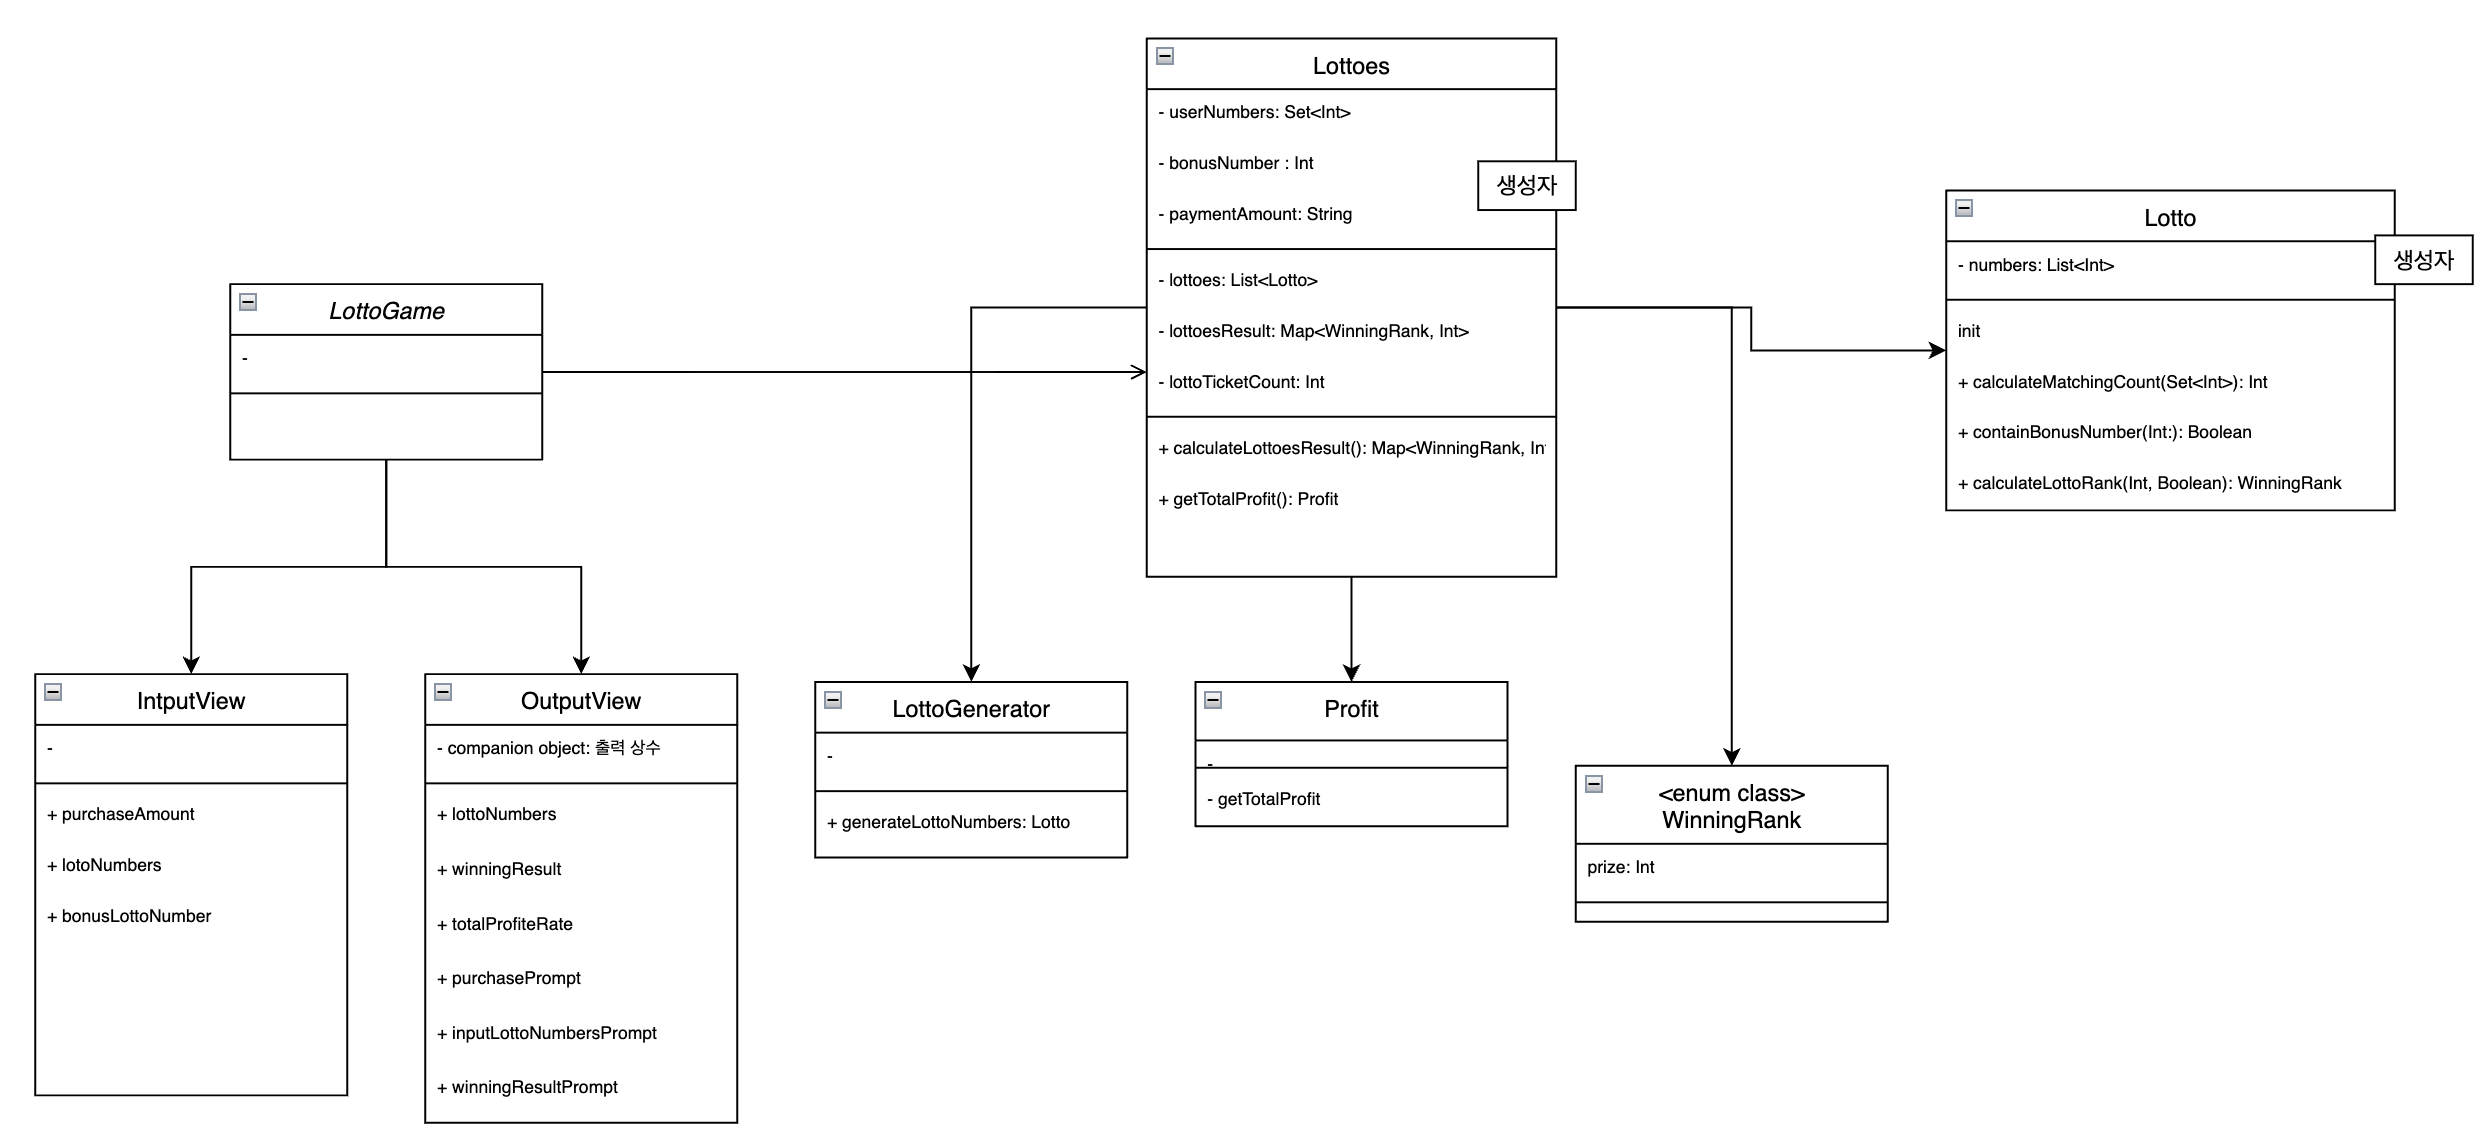 Lottoes
- userNumbers: Set<Int>
- bonusNumber : Int
- paymentAmount: String
생성자
- lottoes: List<Lotto>
- lottoesResult: Map<WinningRank, Int>
- lottoTicketCount: Int
+ calculateLottoesResult(): Map<WinningRank, In
+ getTotalProfit(): Profit
Lotto
- numbers: List<Int>
생성자
init
+ calculateMatchingCount(Set<Int>): Int
+ containBonusNumber(Int:): Boolean
+ calculateLottoRank(Int, Boolean): WinningRank
LottoGame
-
IntputView
-
+ purchaseAmount
+ lotoNumbers
+ bonusLottoNumber
OutputView
- companion object: 출력 상수
+ lottoNumbers
+ winningResult
+ totalProfiteRate
+ purchasePrompt
+ inputLottoNumbersPrompt
+ winningResultPrompt
LottoGenerator
-
+ generateLottoNumbers: Lotto
Profit
-
- getTotalProfit
<enum class>
WinningRank
prize: Int